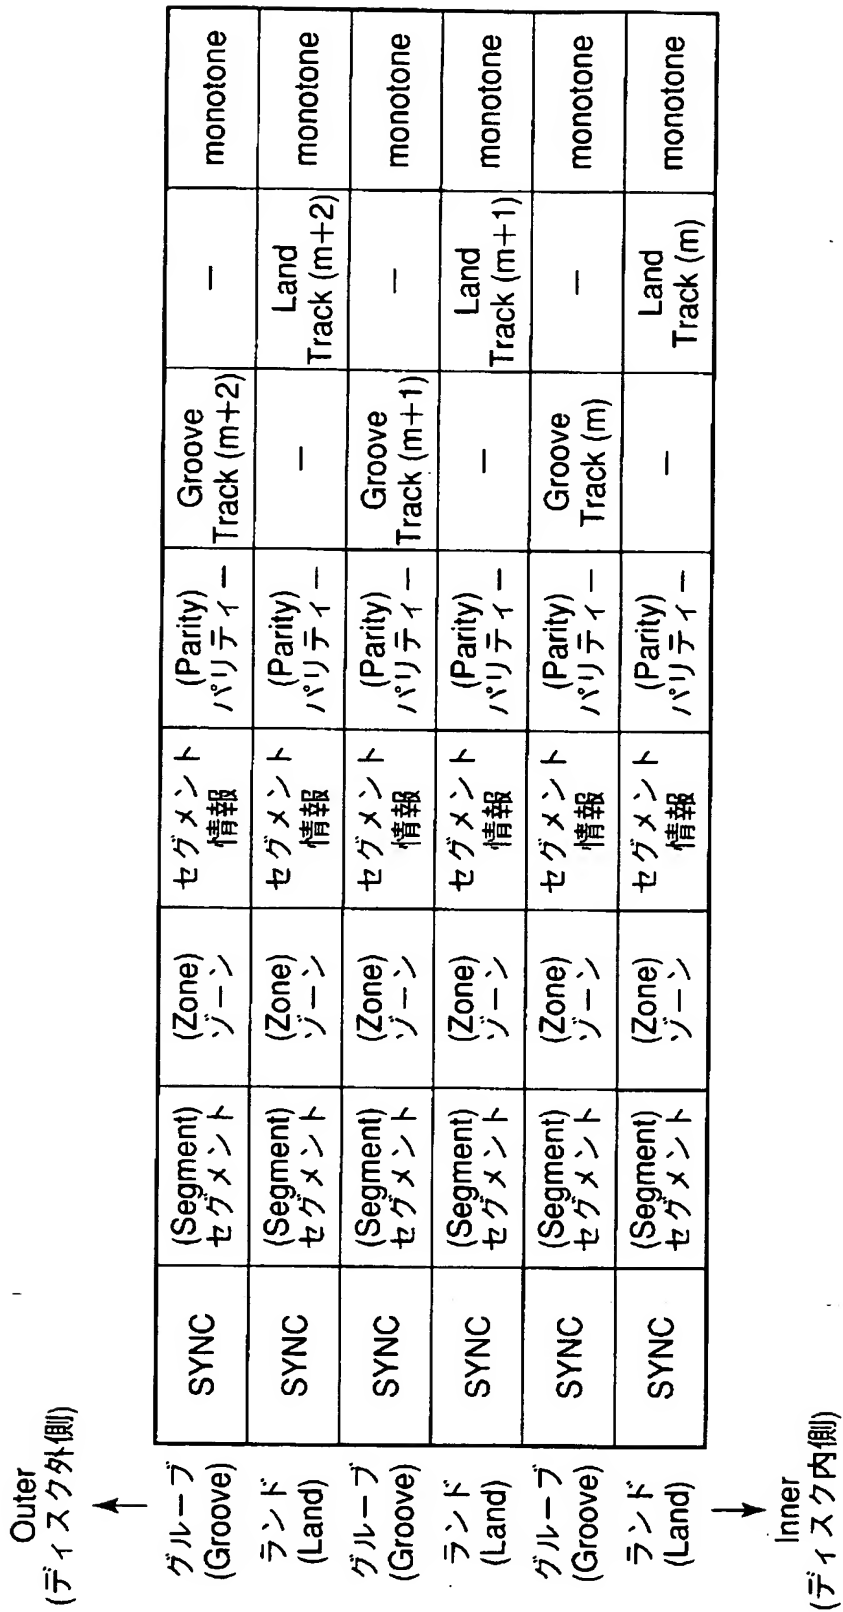 Outer
(ディスク外側)
グルーブ
(Groove)
SYNC
(Segment)
セグメント
(Zone)
ゾーン
セグメント
情報
(Parity)
パリティー
Groove
Track (m+2)
－
monotone
ランド
(Land)
SYNC
(Segment)
セグメント
(Zone)
ゾーン
セグメント
情報
(Parity)
パリティー
－
Land
Track (m+2)
monotone
グルーブ
(Groove)
SYNC
(Segment)
セグメント
(Zone)
ゾーン
セグメント
情報
(Parity)
パリティー
Groove
Track (m+1)
－
monotone
ランド
(Land)
SYNC
(Segment)
セグメント
(Zone)
ゾーン
セグメント
情報
(Parity)
パリティー
－
Land
Track (m+1)
monotone
グルーブ
(Groove)
SYNC
(Segment)
セグメント
(Zone)
ゾーン
セグメント
情報
(Parity)
パリティー
Groove
Track (m)
－
monotone
ランド
(Land)
SYNC
(Segment)
セグメント
(Zone)
ゾーン
セグメント
情報
(Parity)
パリティー
－
Land
Track (m)
monotone
Inner
(ディスク内側)